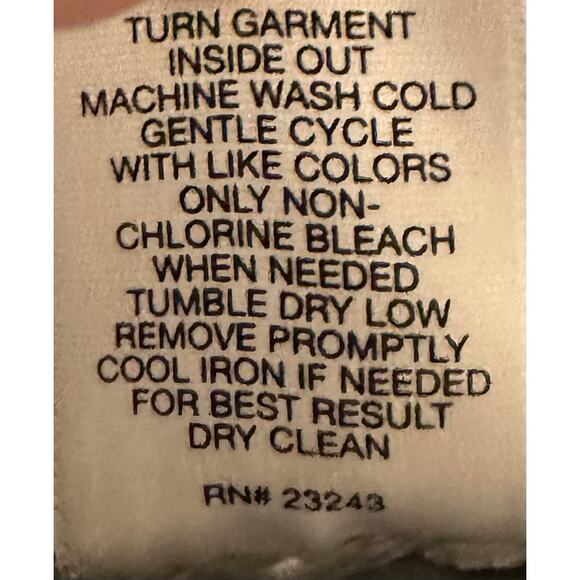 TURN GARMENT
INSIDE OUT
MACHINE WASH COLD
GENTLE CYCLE
WITH LIKE COLORS
ONLY NON-
CHLORINE BLEACH
WHEN NEEDED
TUMBLE DRY LOW
REMOVE PROMPTLY
COOL IRON IF NEEDED
FOR BEST RESULT
DRY CLEAN
RN# 23243